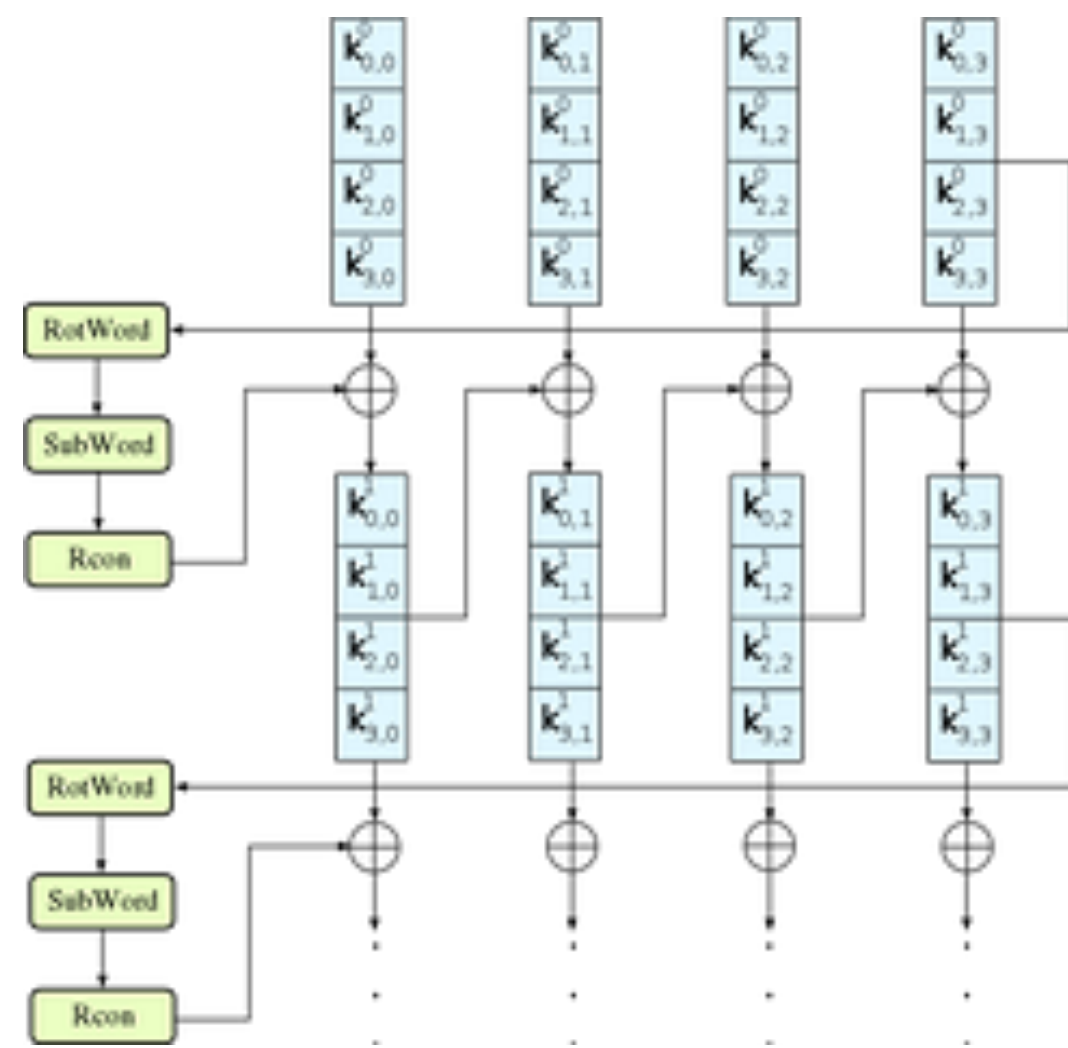 k⁰₀,₀ k⁰₀,₁ k⁰₀,₂ k⁰₀,₃
k⁰₁,₀ k⁰₁,₁ k⁰₁,₂ k⁰₁,₃
k⁰₂,₀ k⁰₂,₁ k⁰₂,₂ k⁰₂,₃
k⁰₃,₀ k⁰₃,₁ k⁰₃,₂ k⁰₃,₃
RotWord
SubWord
Rcon
k¹₀,₀ k¹₀,₁ k¹₀,₂ k¹₀,₃
k¹₁,₀ k¹₁,₁ k¹₁,₂ k¹₁,₃
k¹₂,₀ k¹₂,₁ k¹₂,₂ k¹₂,₃
k¹₃,₀ k¹₃,₁ k¹₃,₂ k¹₃,₃
RotWord
SubWord
Rcon